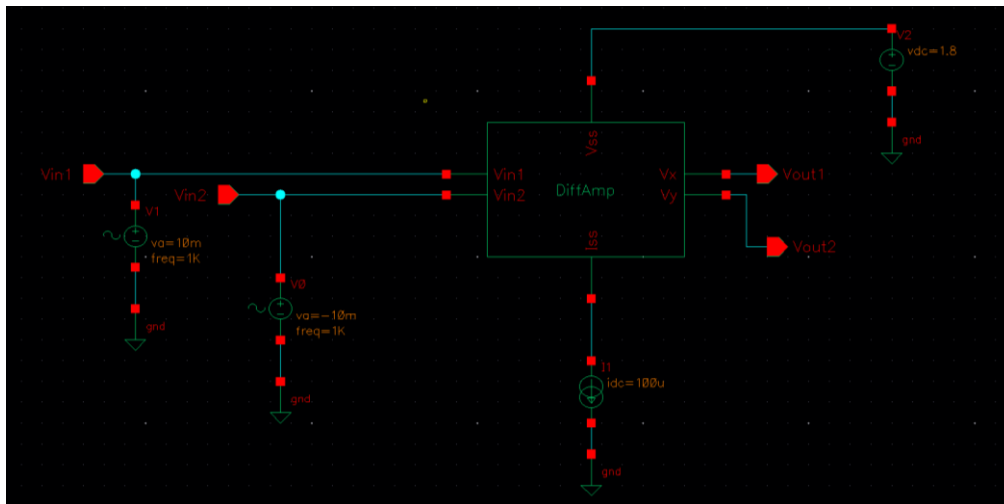 V2
vdc=1.8
gnd
Vss
Vin1
Vin1
Vx
Vout1
Vin2
Vin2
DiffAmp
Vy
V1
va=10m
freq=1K
Iss
Vout2
V0
va=-10m
freq=1K
gnd
I1
idc=100u
gnd
gnd